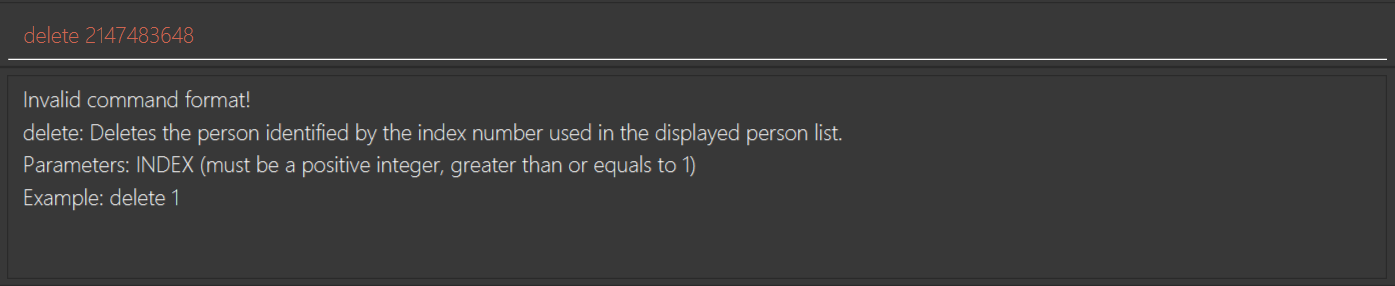 delete 2147483648
Invalid command format!
delete: Deletes the person identified by the index number used in the displayed person list.
Parameters: INDEX (must be a positive integer, greater than or equals to 1)
Example: delete 1